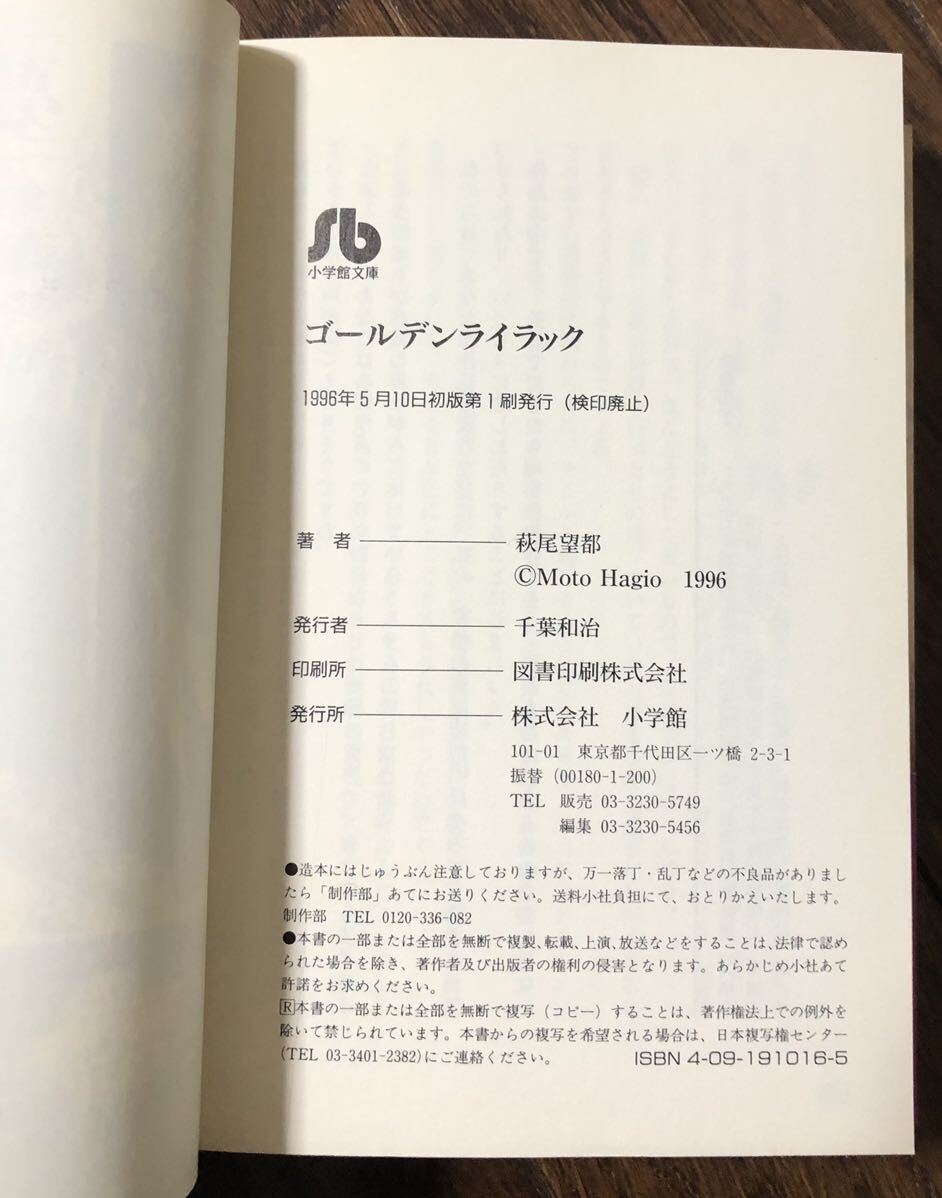 sb
小学館文庫
ゴールデンライラック
1996年5月10日初版第1刷発行（検印廃止）
著　者 萩尾望都
©Moto Hagio 1996
発行者 千葉和治
印刷所 図書印刷株式会社
発行所 株式会社　小学館
101-01　東京都千代田区一ツ橋 2-3-1
振替 (00180-1-200)
TEL　販売 03-3230-5749
編集 03-3230-5456
●造本にはじゅうぶん注意しておりますが、万一落丁・乱丁などの不良品がありまし
たら「制作部」あてにお送りください。送料小社負担にて、おとりかえいたします。
制作部　TEL 0120-336-082
●本書の一部または全部を無断で複製、転載、上演、放送などをすることは、法律で認め
られた場合を除き、著作者及び出版者の権利の侵害となります。あらかじめ小社あて
許諾をお求めください。
Ⓡ本書の一部または全部を無断で複写（コピー）することは、著作権法上での例外を
除いて禁じられています。本書からの複写を希望される場合は、日本複写権センター
(TEL 03-3401-2382)にご連絡ください。
ISBN 4-09-191016-5